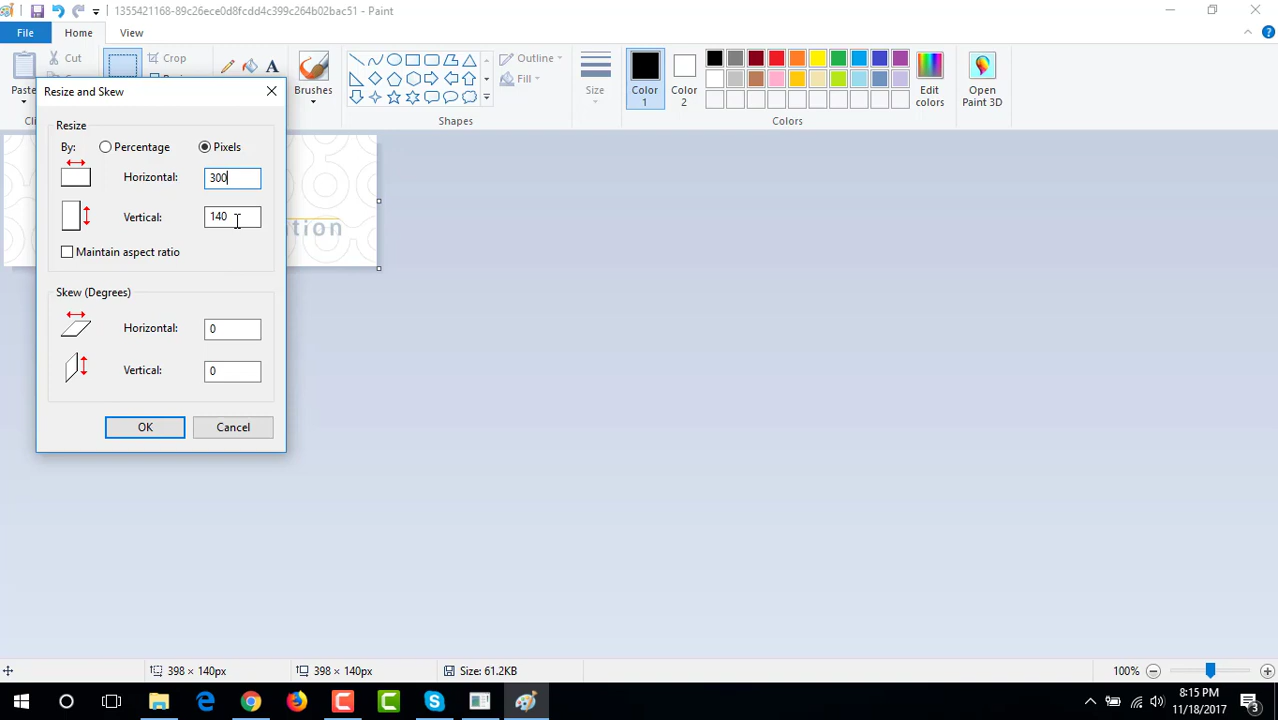 1355421168-89c26ece0d8fcdd4c399c264b02bac51 - Paint
File
Home
View
Paste
Cut
Crop
A
Brushes
Shapes
Outline
Fill
Size
Color 1
Color 2
Edit colors
Open Paint 3D
Colors
Resize and Skew
Resize
By:
Percentage
Pixels
Horizontal:
300
Vertical:
140
Maintain aspect ratio
Skew (Degrees)
Horizontal:
0
Vertical:
0
OK
Cancel
398 × 140px
398 × 140px
Size: 61.2KB
100%
8:15 PM
11/18/2017
3